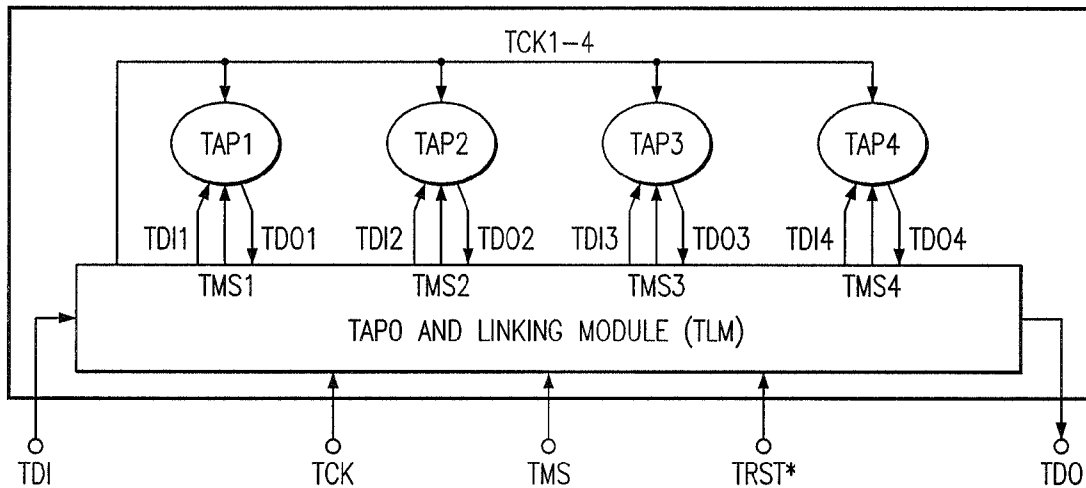 TCK1-4
TAP1 TAP2 TAP3 TAP4
TDI1 TDO1 TDI2 TDO2 TDI3 TDO3 TDI4 TDO4
TMS1 TMS2 TMS3 TMS4
TAP0 AND LINKING MODULE (TLM)
TDI TCK TMS TRST* TDO